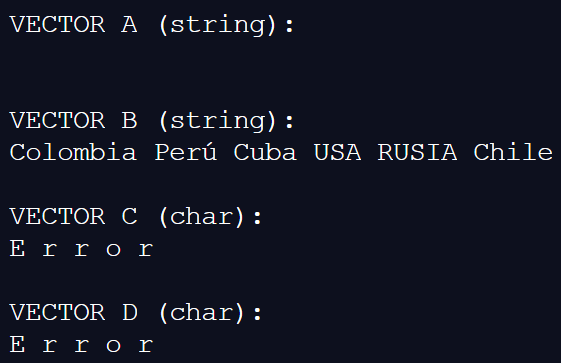 VECTOR A (string):
VECTOR B (string):
Colombia Perú Cuba USA RUSIA Chile
VECTOR C (char):
E r r o r
VECTOR D (char):
E r r o r